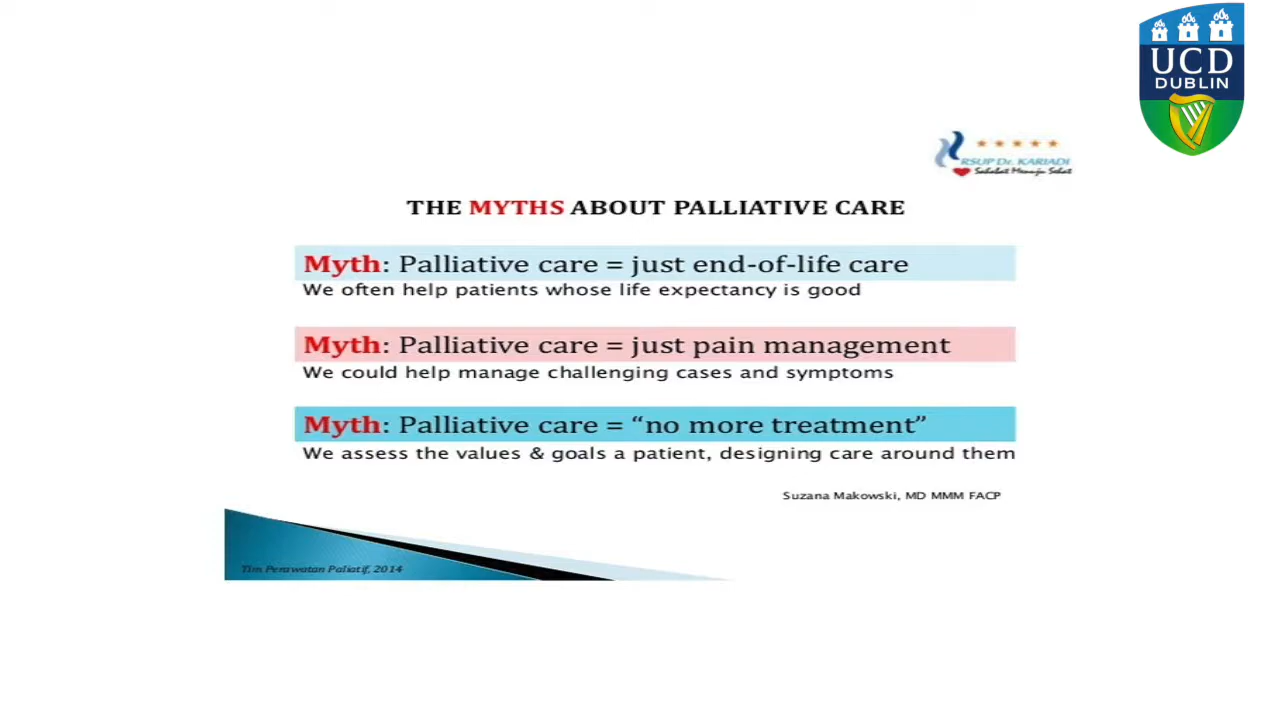 UCD
DUBLIN
RSUP Dr. KARIADI
Sahabat Menuju Sehat
THE MYTHS ABOUT PALLIATIVE CARE
Myth: Palliative care = just end-of-life care
We often help patients whose life expectancy is good
Myth: Palliative care = just pain management
We could help manage challenging cases and symptoms
Myth: Palliative care = “no more treatment”
We assess the values & goals a patient, designing care around them
Suzana Makowski, MD MMM FACP
Tim Perawatan Paliatif, 2014